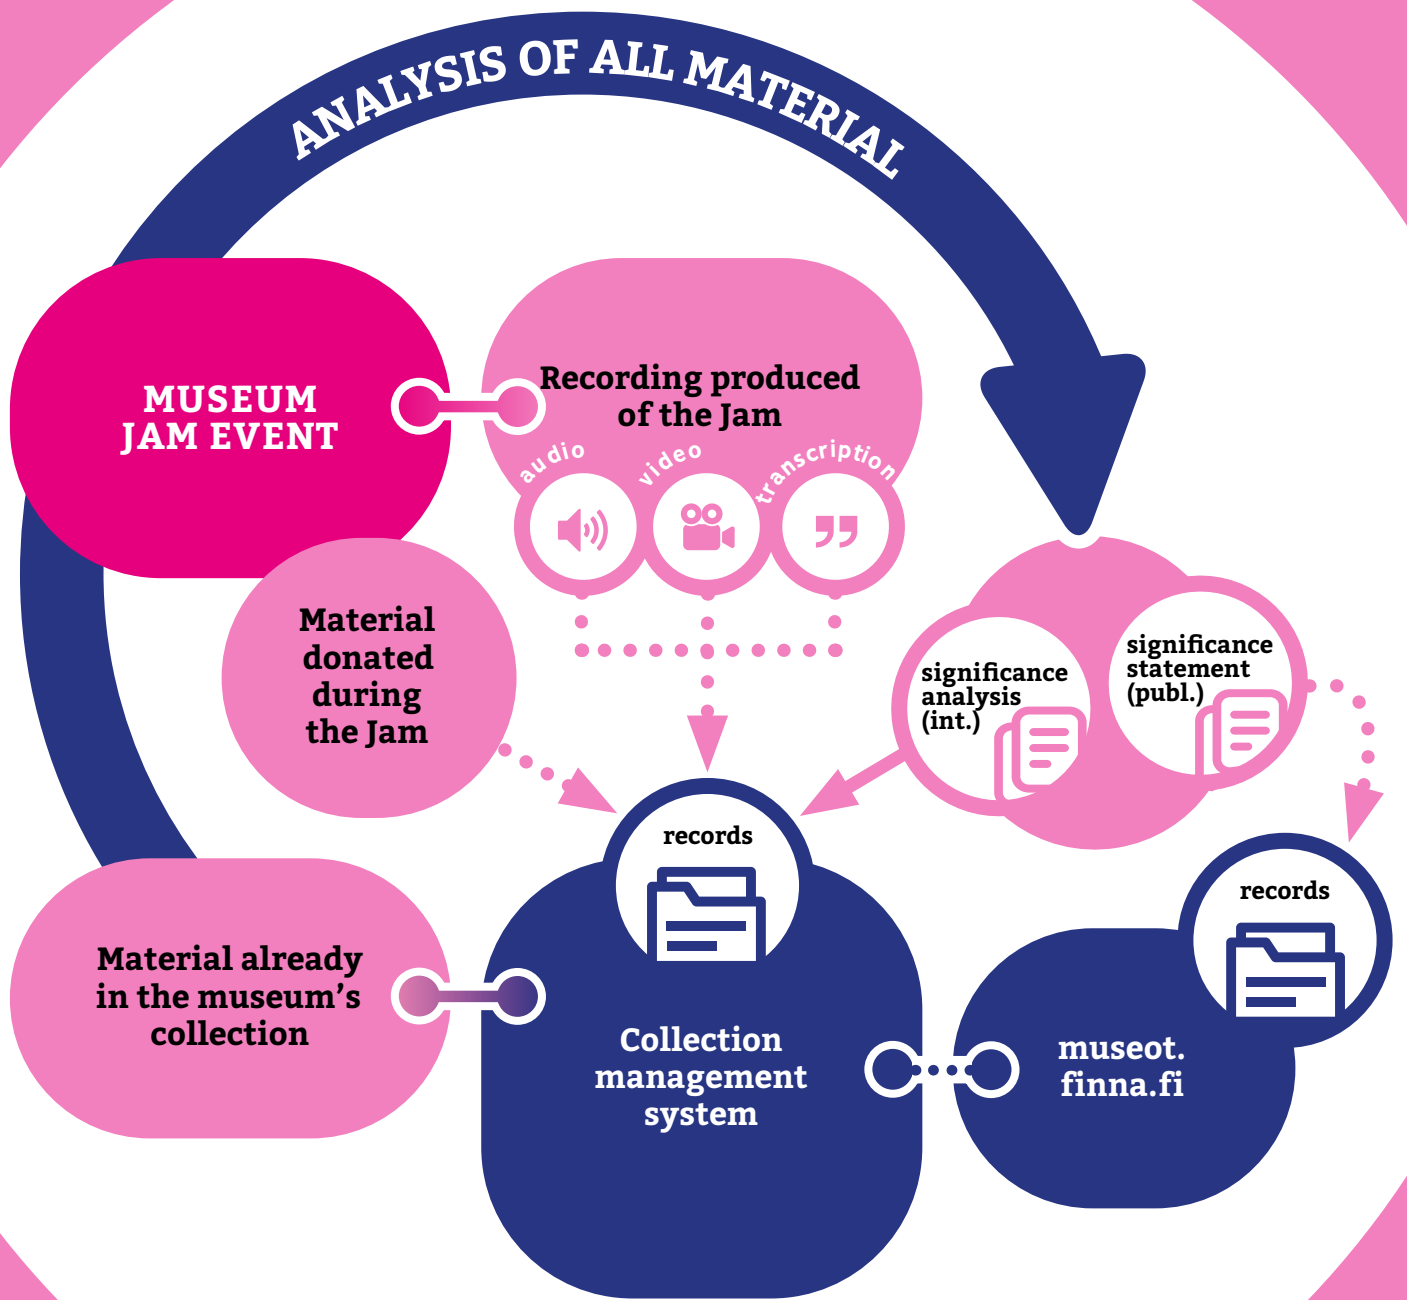 ANALYSIS OF ALL MATERIAL
MUSEUM
JAM EVENT
Recording produced
of the Jam
audio
video
transcription
Material
donated
during
the Jam
significance
analysis
(int.)
significance
statement
(publ.)
records
records
Material already
in the museum’s
collection
Collection
management
system
museot.
finna.fi